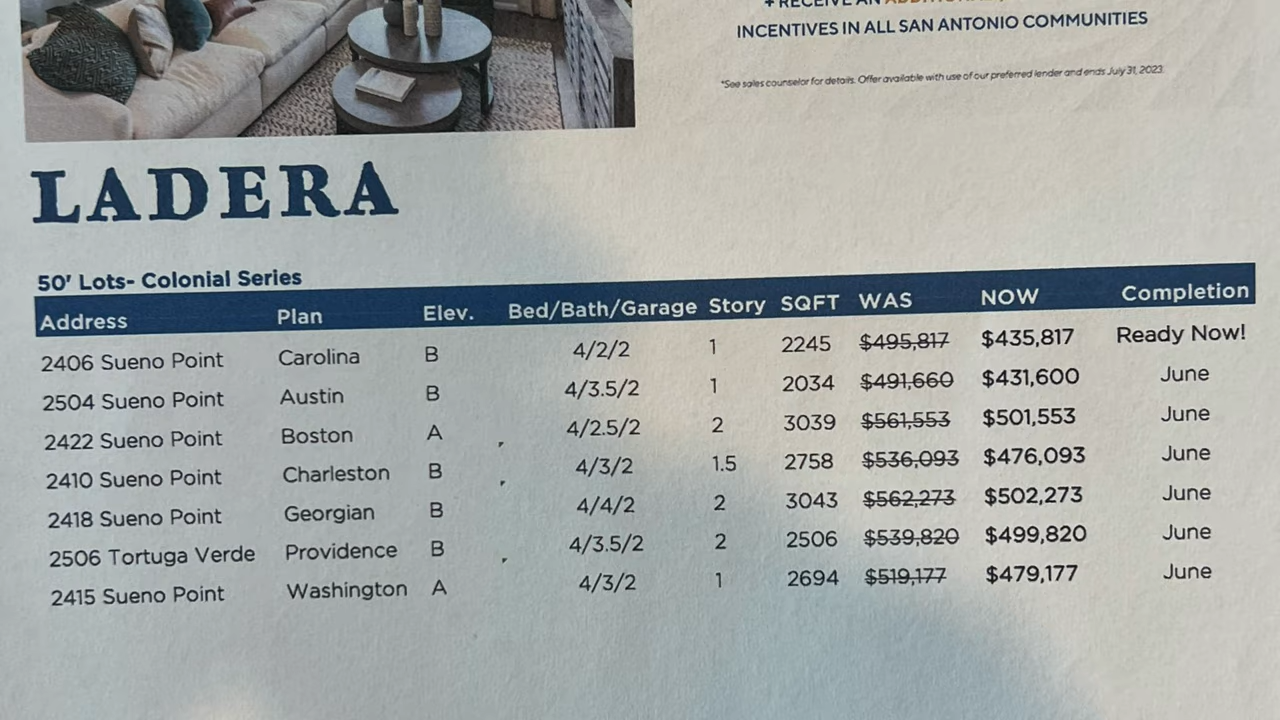 + RECEIVE AN ADDITIONAL
INCENTIVES IN ALL SAN ANTONIO COMMUNITIES
*See sales counselor for details. Offer available with use of our preferred lender and ends July 31, 2023.
LADERA
50' Lots- Colonial Series
Address Plan Elev. Bed/Bath/Garage Story SQFT WAS NOW Completion
2406 Sueno Point Carolina B 4/2/2 1 2245 $495,817 $435,817 Ready Now!
2504 Sueno Point Austin B 4/3.5/2 1 2034 $491,660 $431,600 June
2422 Sueno Point Boston A 4/2.5/2 2 3039 $561,553 $501,553 June
2410 Sueno Point Charleston B 4/3/2 1.5 2758 $536,093 $476,093 June
2418 Sueno Point Georgian B 4/4/2 2 3043 $562,273 $502,273 June
2506 Tortuga Verde Providence B 4/3.5/2 2 2506 $539,820 $499,820 June
2415 Sueno Point Washington A 4/3/2 1 2694 $519,177 $479,177 June